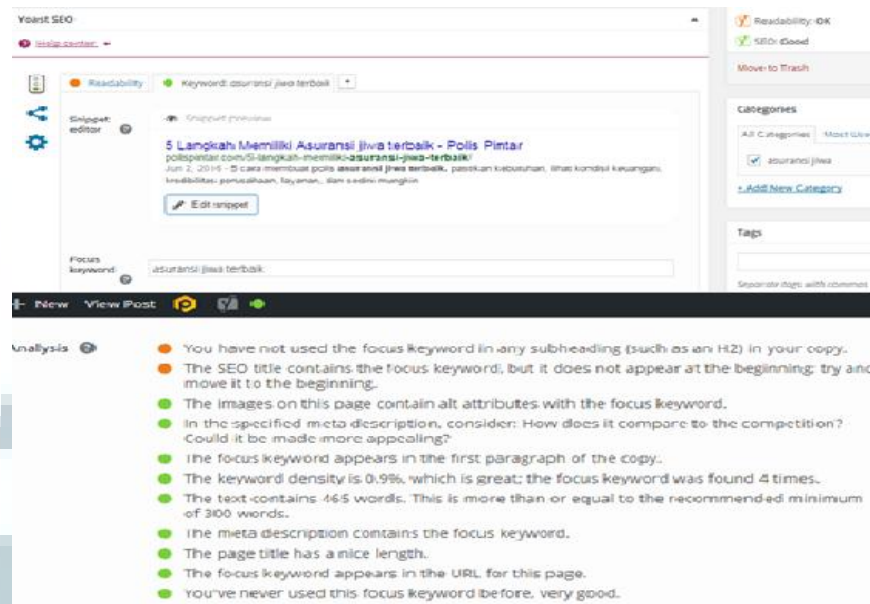 Yoast SEO
Readability: OK
SEO: Good
Help center
Move to Trash
Readability
Keyword: asuransi jiwa terbaik
+
Categories
All Categories Most Used
asuransi jiwa
+ Add New Category
Tags
Separate tags with commas
Snippet editor
Snippet preview
5 Langkah Memiliki Asuransi jiwa terbaik - Polis Pintar
polispintar.com/5-langkah-memiliki-asuransi-jiwa-terbaik/
Jun 2, 2016 - 5 cara membuat polis asuransi jiwa terbaik, pastikan kebutuhan, lihat kondisi keuangan,
kredibilitas perusahaan, layanan, dan sedini mungkin
Edit snippet
Focus keyword
asuransi jiwa terbaik
+ New View Post
Analysis
You have not used the focus keyword in any subheading (such as an H2) in your copy.
The SEO title contains the focus keyword, but it does not appear at the beginning; try and
move it to the beginning.
The images on this page contain alt attributes with the focus keyword.
In the specified meta description, consider: How does it compare to the competition?
Could it be made more appealing?
The focus keyword appears in the first paragraph of the copy.
The keyword density is 0.9%, which is great; the focus keyword was found 4 times.
The text contains 465 words. This is more than or equal to the recommended minimum
of 300 words.
The meta description contains the focus keyword.
The page title has a nice length.
The focus keyword appears in the URL for this page.
You've never used this focus keyword before, very good.